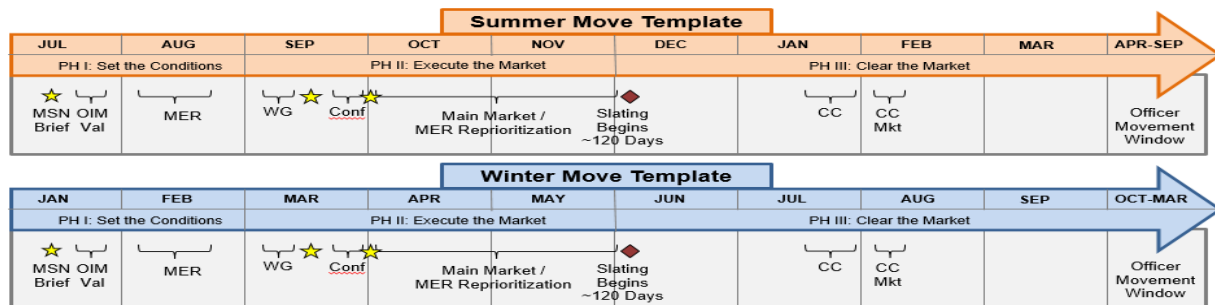 Summer Move Template
JUL AUG SEP OCT NOV DEC JAN FEB MAR APR-SEP
PH I: Set the Conditions PH II: Execute the Market PH III: Clear the Market
MSN OIM MER WG Conf Main Market / Slating CC CC Officer
Brief Val MER Reprioritization Begins Mkt Movement
~120 Days Window
Winter Move Template
JAN FEB MAR APR MAY JUN JUL AUG SEP OCT-MAR
PH I: Set the Conditions PH II: Execute the Market PH III: Clear the Market
MSN OIM MER WG Conf Main Market / Slating CC CC Officer
Brief Val MER Reprioritization Begins Mkt Movement
~120 Days Window